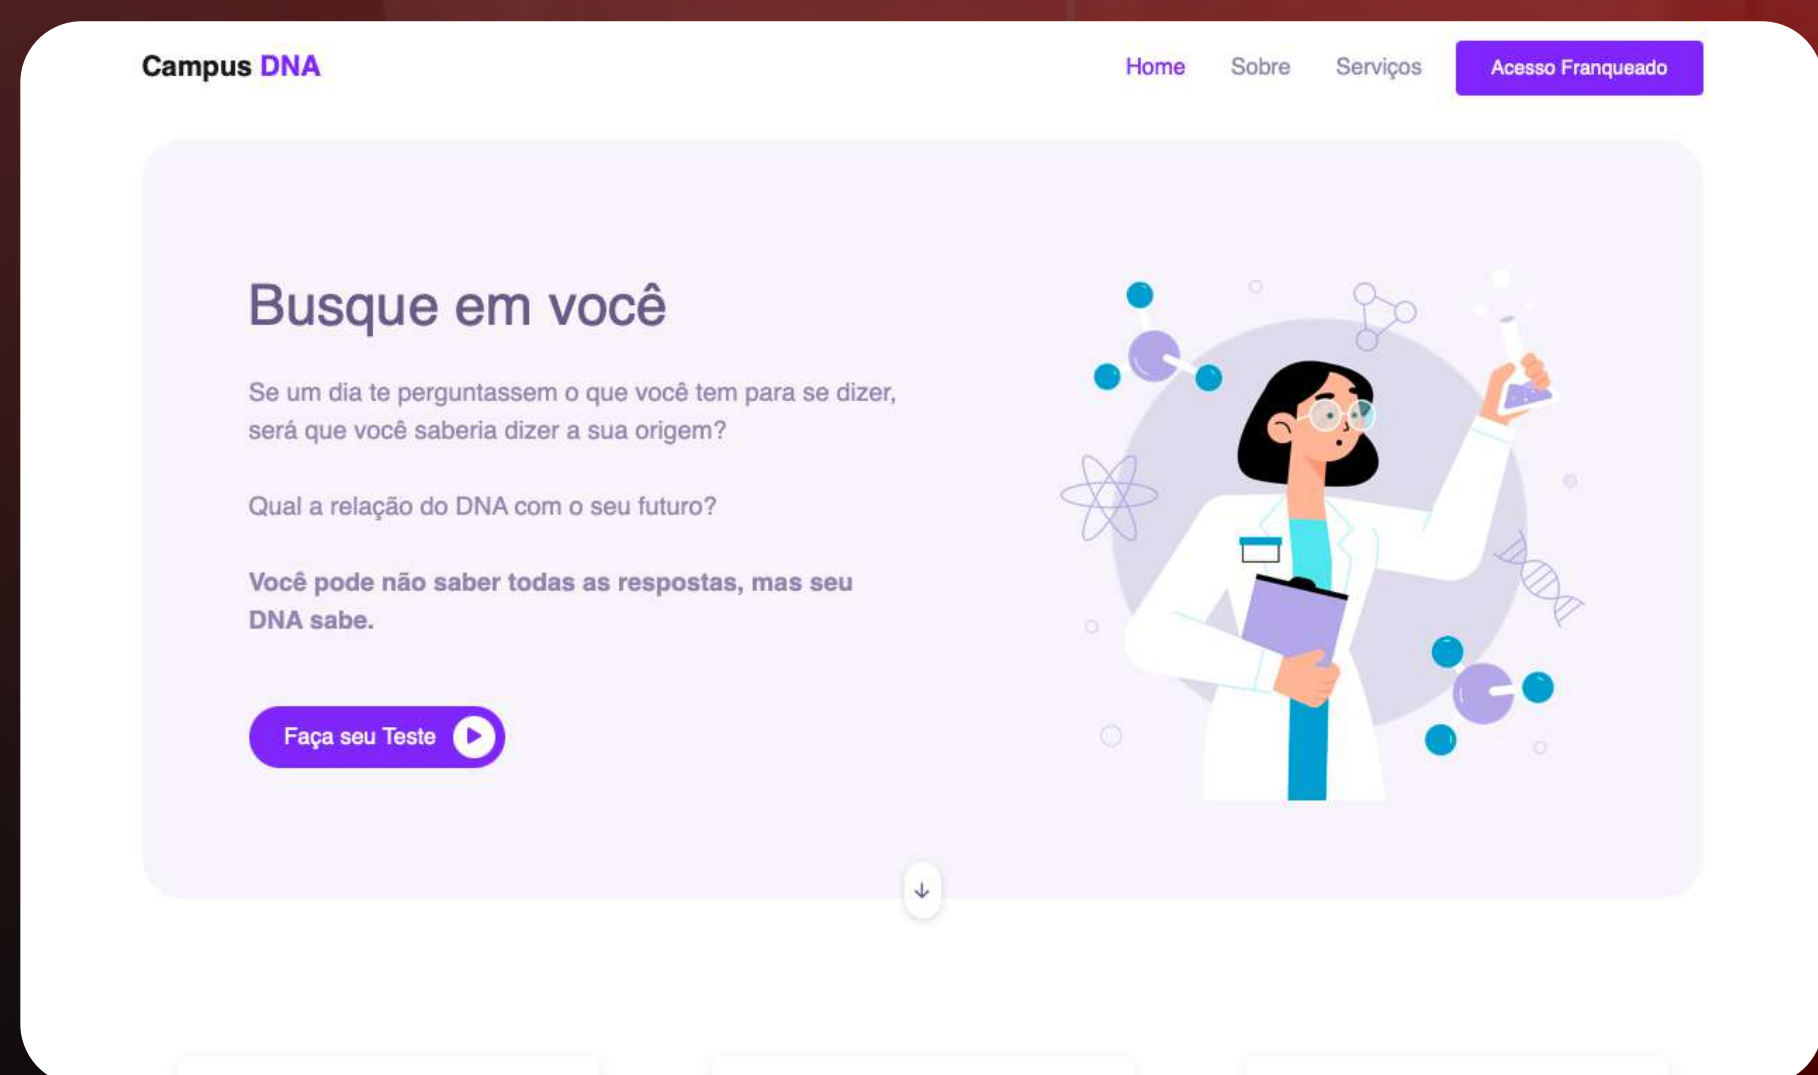 Campus DNA
Home
Sobre
Serviços
Acesso Franqueado
Busque em você
Se um dia te perguntassem o que você tem para se dizer,
será que você saberia dizer a sua origem?
Qual a relação do DNA com o seu futuro?
Você pode não saber todas as respostas, mas seu
DNA sabe.
Faça seu Teste